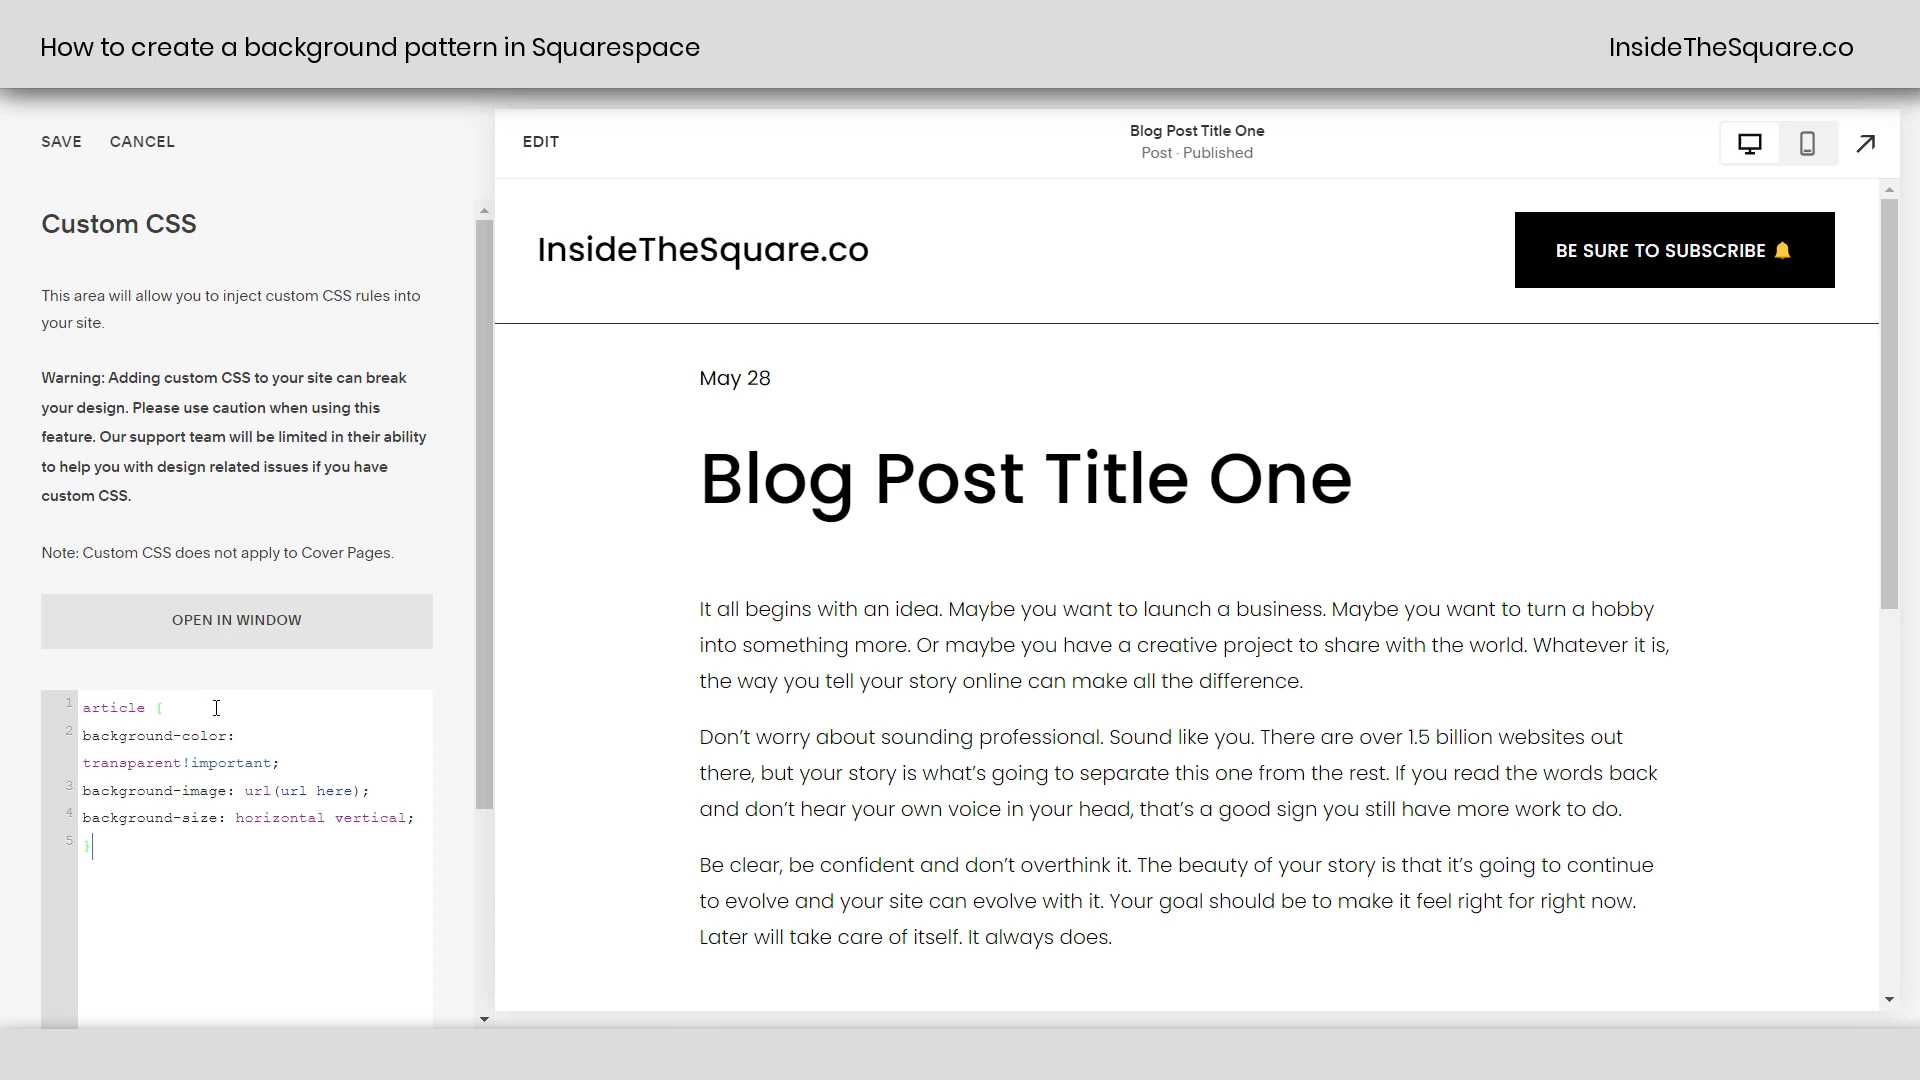 How to create a background pattern in Squarespace
InsideTheSquare.co
SAVE CANCEL
Custom CSS
This area will allow you to inject custom CSS rules into
your site.
Warning: Adding custom CSS to your site can break
your design. Please use caution when using this
feature. Our support team will be limited in their ability
to help you with design related issues if you have
custom CSS.
Note: Custom CSS does not apply to Cover Pages.
OPEN IN WINDOW
1 article {
2 background-color:
transparent!important;
3 background-image: url(url here);
4 background-size: horizontal vertical;
5 }
EDIT
Blog Post Title One
Post · Published
InsideTheSquare.co
BE SURE TO SUBSCRIBE 🔔
May 28
Blog Post Title One
It all begins with an idea. Maybe you want to launch a business. Maybe you want to turn a hobby
into something more. Or maybe you have a creative project to share with the world. Whatever it is,
the way you tell your story online can make all the difference.
Don’t worry about sounding professional. Sound like you. There are over 1.5 billion websites out
there, but your story is what’s going to separate this one from the rest. If you read the words back
and don’t hear your own voice in your head, that’s a good sign you still have more work to do.
Be clear, be confident and don’t overthink it. The beauty of your story is that it’s going to continue
to evolve and your site can evolve with it. Your goal should be to make it feel right for right now.
Later will take care of itself. It always does.